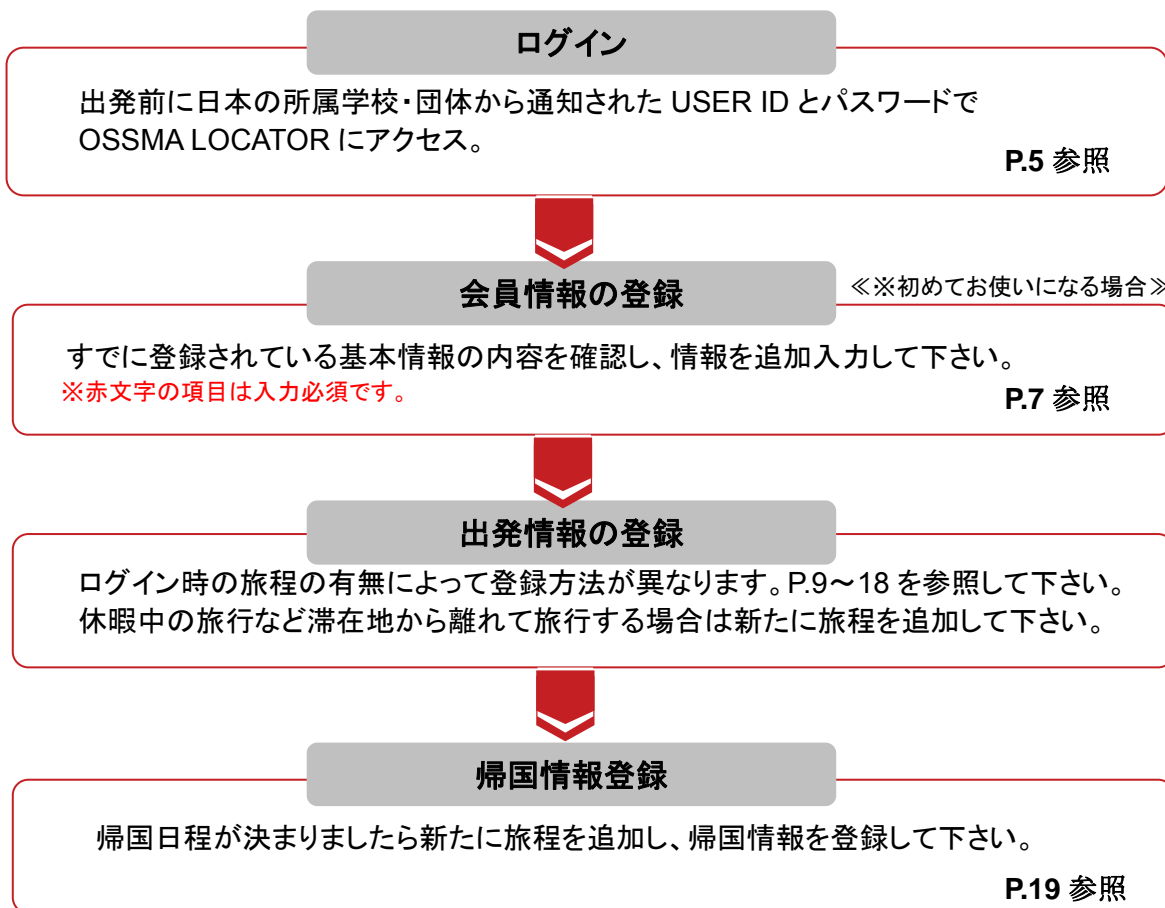 ログイン
出発前に日本の所属学校・団体から通知された USER ID とパスワードで
OSSMA LOCATOR にアクセス。
P.5 参照
会員情報の登録
≪※初めてお使いになる場合≫
すでに登録されている基本情報の内容を確認し、情報を追加入力して下さい。
※赤文字の項目は入力必須です。
P.7 参照
出発情報の登録
ログイン時の旅程の有無によって登録方法が異なります。P.9～18 を参照して下さい。
休暇中の旅行など滞在地から離れて旅行する場合は新たに旅程を追加して下さい。
帰国情報登録
帰国日程が決まりましたら新たに旅程を追加し、帰国情報を登録して下さい。
P.19 参照